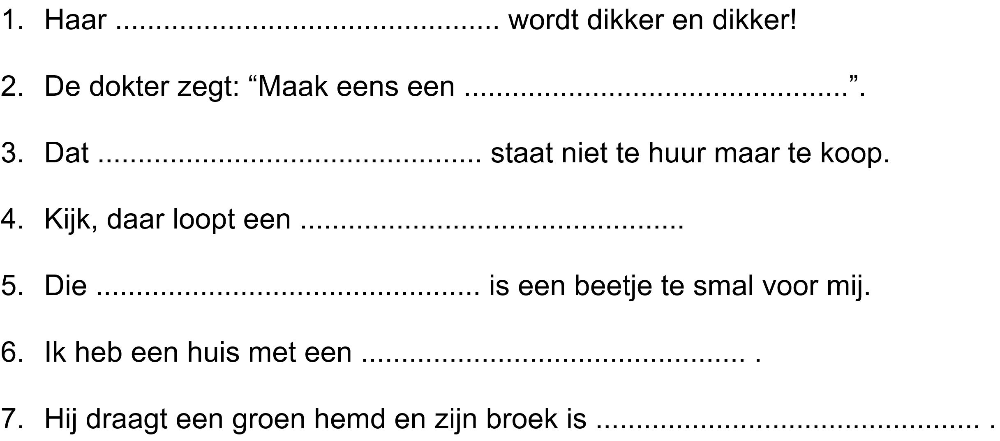 1. Haar ................................................ wordt dikker en dikker!
2. De dokter zegt: “Maak eens een ................................................”.
3. Dat ................................................ staat niet te huur maar te koop.
4. Kijk, daar loopt een ................................................
5. Die ................................................ is een beetje te smal voor mij.
6. Ik heb een huis met een ................................................ .
7. Hij draagt een groen hemd en zijn broek is ................................................ .